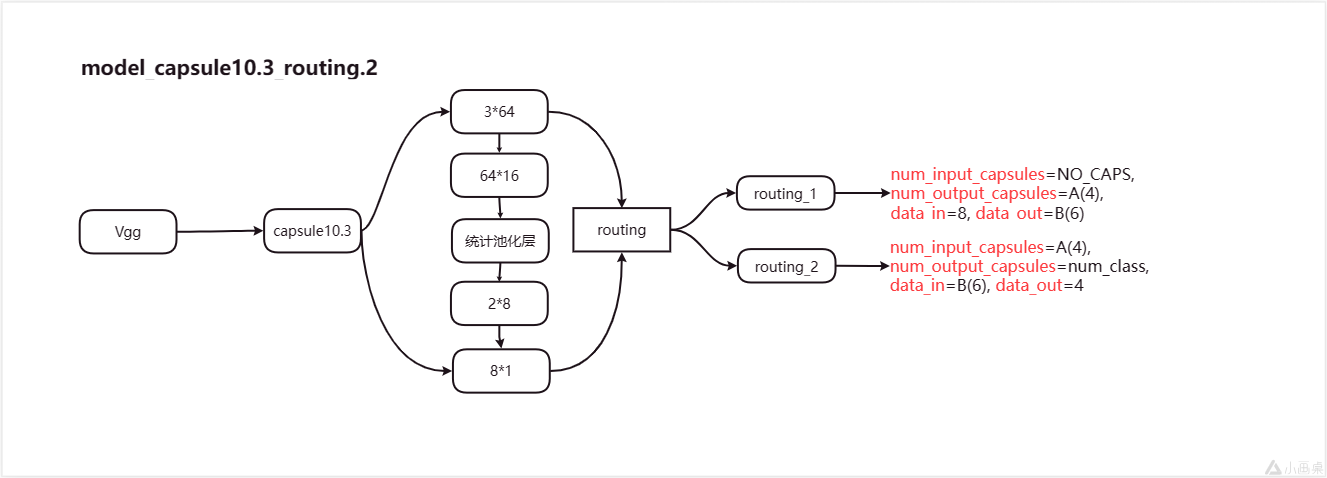 model_capsule10.3_routing.2
3*64
64*16
Vgg
capsule10.3
统计池化层
2*8
8*1
routing
routing_1
num_input_capsules=NO_CAPS,
num_output_capsules=A(4),
data_in=8, data_out=B(6)
routing_2
num_input_capsules=A(4),
num_output_capsules=num_class,
data_in=B(6), data_out=4
小画桌